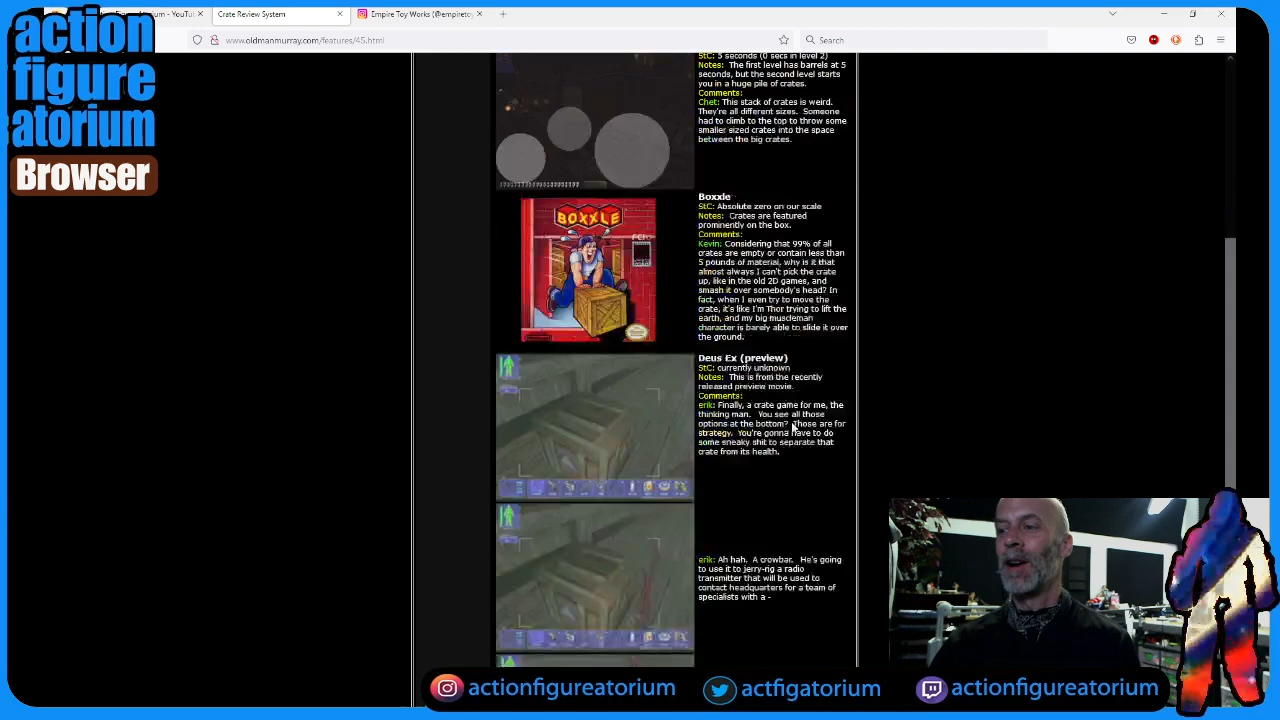 action
figure
atorium
Browser
Action Figure Atorium - YouTub
Crate Review System
Empire Toy Works (@empiretoy
www.oldmanmurray.com/features/45.html
Search
StC: 5 seconds (0 secs in level 2)
Notes: The first level has barrels at 5
seconds, but the second level starts
you in a huge pile of crates.
Comments:
Chet: This stack of crates is weird.
They're all different sizes. Someone
had to climb to the top to throw some
smaller sized crates into the space
between the big crates.
BOXXLE
FCI
Boxxle
StC: Absolute zero on our scale
Notes: Crates are featured
prominently on the box.
Comments:
Kevin: Considering that 99% of all
crates are empty or contain less than
5 pounds of material, why is it that
almost always I can't pick the crate
up, like in the old 2D games, and
smash it over somebody's head? In
fact, when I even try to move the
crate, it's like I'm Thor trying to lift the
earth, and my big muscleman
character is barely able to slide it over
the ground.
Deus Ex (preview)
StC: currently unknown
Notes: This is from the recently
released preview movie.
Comments:
erik: Finally, a crate game for me, the
thinking man. You see all those
options at the bottom? Those are for
strategy. You're gonna have to do
some sneaky shit to separate that
crate from its health.
erik: Ah hah. A crowbar. He's going
to use it to jerry-rig a radio
transmitter that will be used to
contact headquarters for a team of
specialists with a -
actionfigureatorium
actfigatorium
actionfigureatorium